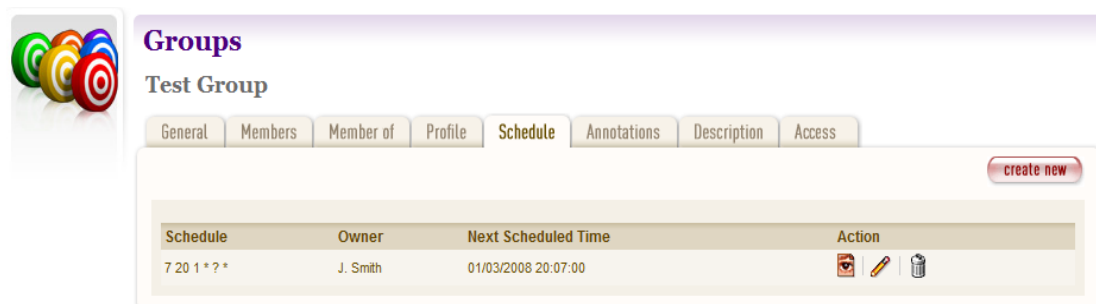 Groups
Test Group
General Members Member of Profile Schedule Annotations Description Access
create new
Schedule Owner Next Scheduled Time Action
7 20 1 * ? * J. Smith 01/03/2008 20:07:00